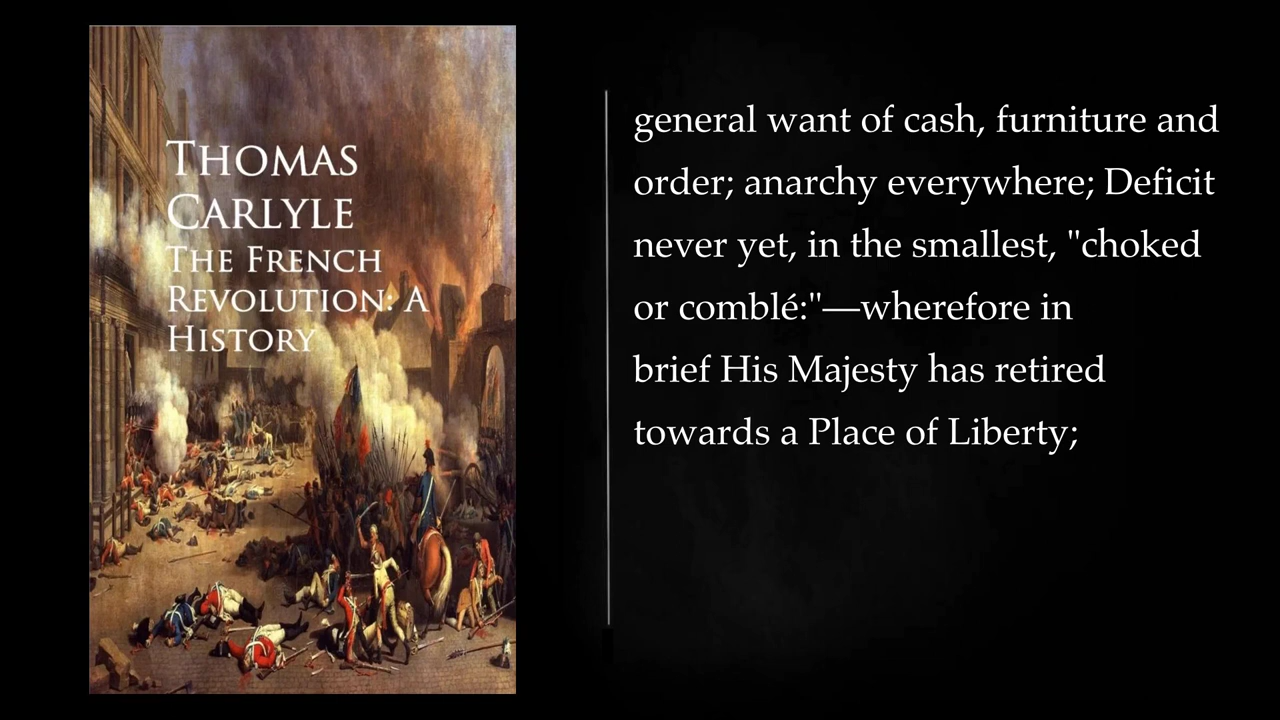 THOMAS
CARLYLE
THE FRENCH
REVOLUTION: A
HISTORY
general want of cash, furniture and
order; anarchy everywhere; Deficit
never yet, in the smallest, "choked
or comblé:"—wherefore in
brief His Majesty has retired
towards a Place of Liberty;